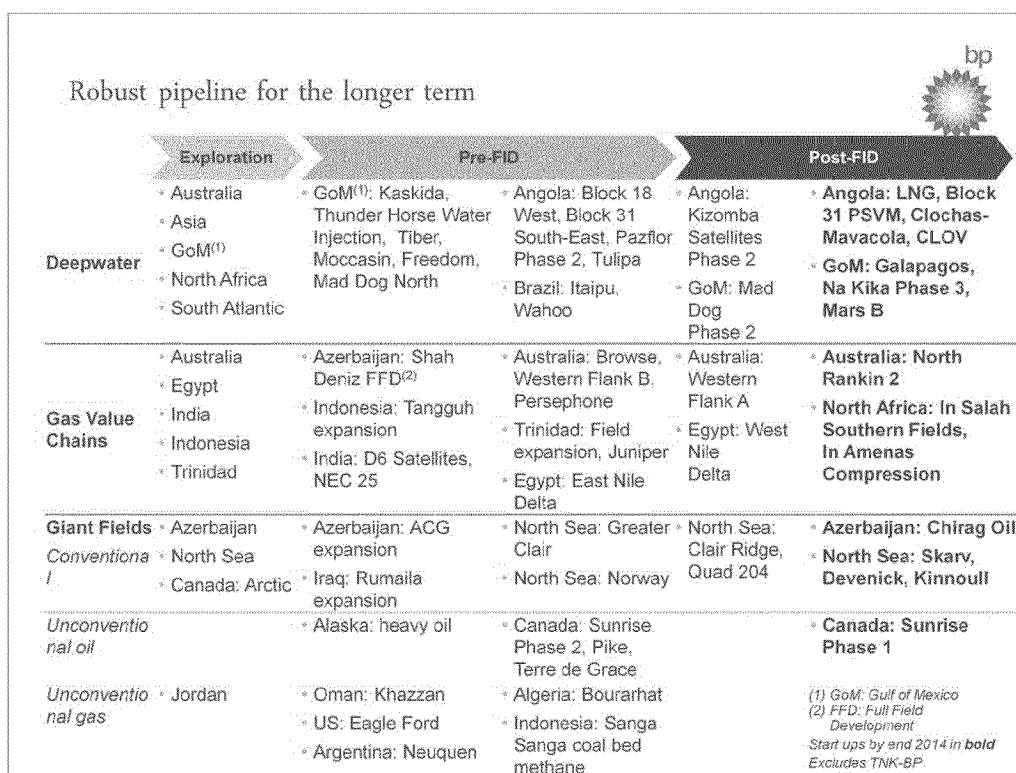 bp
Robust pipeline for the longer term
Exploration
Pre-FID
Post-FID
Deepwater
• Australia
• Asia
• GoM(1)
• North Africa
• South Atlantic
• GoM(1): Kaskida,
Thunder Horse Water
Injection, Tiber,
Moccasin, Freedom,
Mad Dog North
• Angola: Block 18
West, Block 31
South-East, Pazflor
Phase 2, Tulipa
• Brazil: Itaipu,
Wahoo
• Angola:
Kizomba
Satellites
Phase 2
• GoM: Mad
Dog
Phase 2
• Angola: LNG, Block
31 PSVM, Clochas-
Mavacola, CLOV
• GoM: Galapagos,
Na Kika Phase 3,
Mars B
Gas Value
Chains
• Australia
• Egypt
• India
• Indonesia
• Trinidad
• Azerbaijan: Shah
Deniz FFD(2)
• Indonesia: Tangguh
expansion
• India: D6 Satellites,
NEC 25
• Australia: Browse,
Western Flank B,
Persephone
• Trinidad: Field
expansion, Juniper
• Egypt: East Nile
Delta
• Australia:
Western
Flank A
• Egypt: West
Nile
Delta
• Australia: North
Rankin 2
• North Africa: In Salah
Southern Fields,
In Amenas
Compression
Giant Fields
Conventiona
l
• Azerbaijan
• North Sea
• Canada: Arctic
• Azerbaijan: ACG
expansion
• Iraq: Rumaila
expansion
• North Sea: Greater
Clair
• North Sea: Norway
• North Sea:
Clair Ridge,
Quad 204
• Azerbaijan: Chirag Oil
• North Sea: Skarv,
Devenick, Kinnoull
Unconventio
nal oil
• Alaska: heavy oil
• Canada: Sunrise
Phase 2, Pike,
Terre de Grace
• Canada: Sunrise
Phase 1
Unconventio
nal gas
• Jordan
• Oman: Khazzan
• US: Eagle Ford
• Argentina: Neuquen
• Algeria: Bourarhat
• Indonesia: Sanga
Sanga coal bed
methane
(1) GoM: Gulf of Mexico
(2) FFD: Full Field
Development
Start ups by end 2014 in bold
Excludes TNK-BP